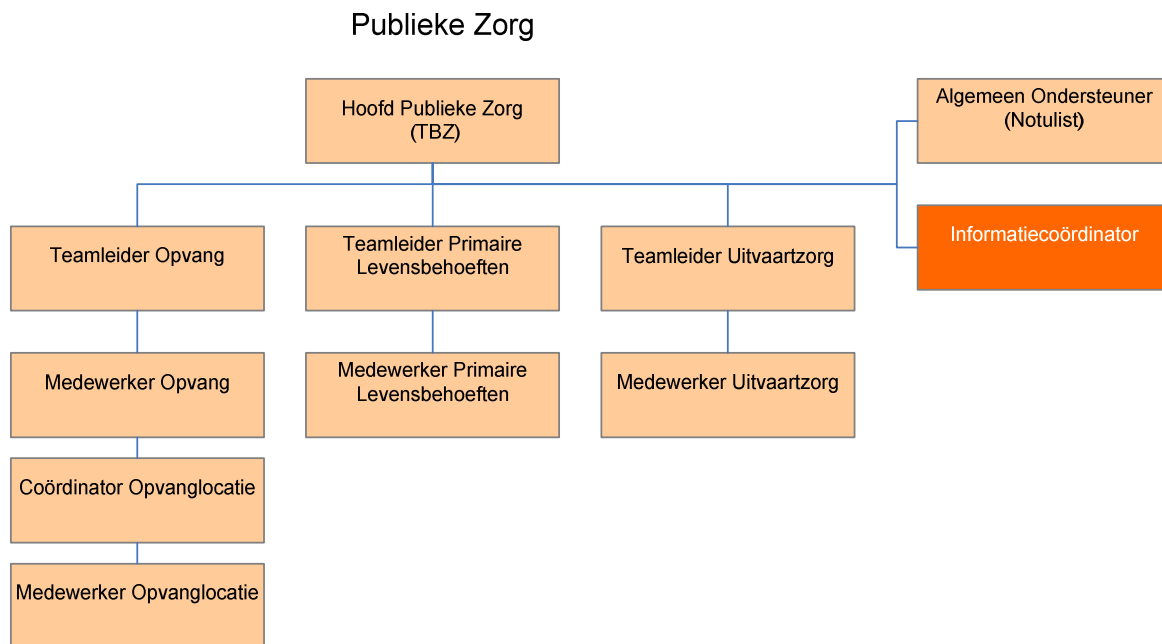 Publieke Zorg
Hoofd Publieke Zorg
(TBZ)
Algemeen Ondersteuner
(Notulist)
Informatiecoördinator
Teamleider Opvang
Teamleider Primaire
Levensbehoeften
Teamleider Uitvaartzorg
Medewerker Opvang
Medewerker Primaire
Levensbehoeften
Medewerker Uitvaartzorg
Coördinator Opvanglocatie
Medewerker Opvanglocatie